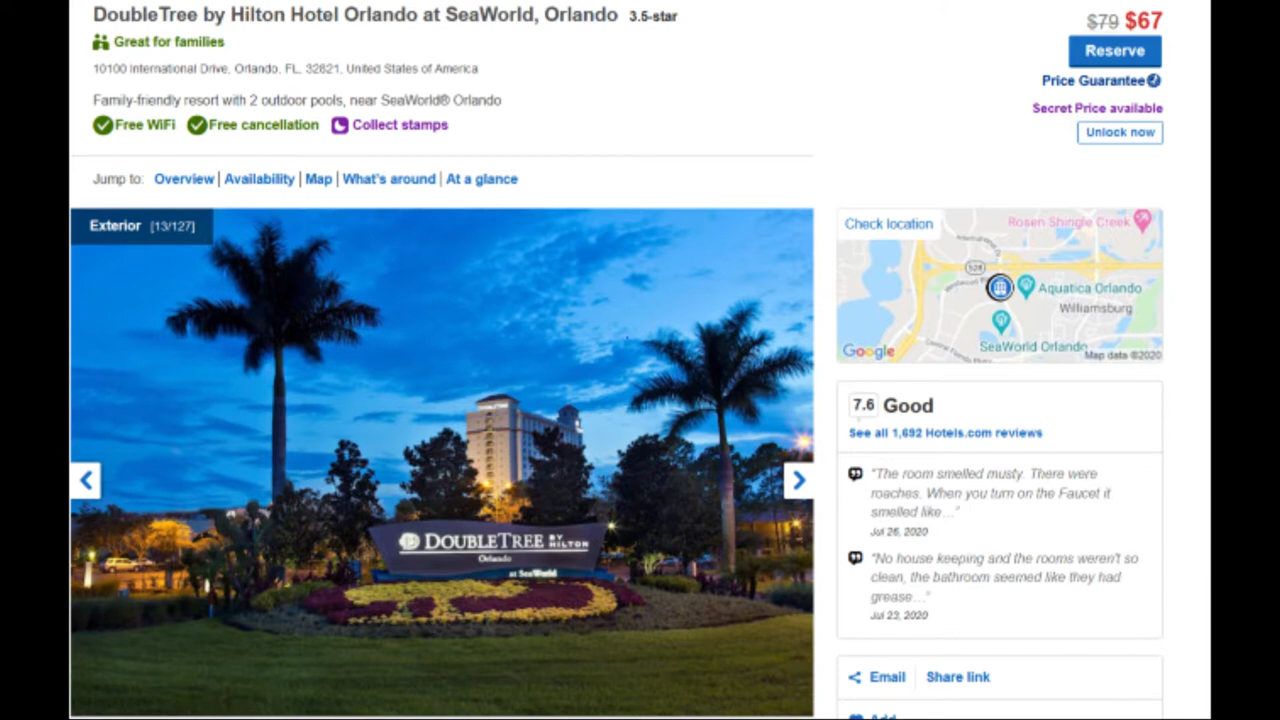 DoubleTree by Hilton Hotel Orlando at SeaWorld, Orlando 3.5-star
Great for families
10100 International Drive, Orlando, FL, 32821, United States of America
Family-friendly resort with 2 outdoor pools, near SeaWorld® Orlando
Free WiFi Free cancellation Collect stamps
$79 $67
Reserve
Price Guarantee
Secret Price available
Unlock now
Jump to: Overview | Availability | Map | What's around | At a glance
Exterior [13/127]
DOUBLETREE BY HILTON
Orlando
at SeaWorld
Check location
Rosen Shingle Creek
528
Aquatica Orlando
Williamsburg
SeaWorld Orlando
Google
Map data ©2020
7.6 Good
See all 1,692 Hotels.com reviews
"The room smelled musty. There were
roaches. When you turn on the Faucet it
smelled like…"
Jul 26, 2020
"No house keeping and the rooms weren't so
clean, the bathroom seemed like they had
grease…"
Jul 23, 2020
Email Share link